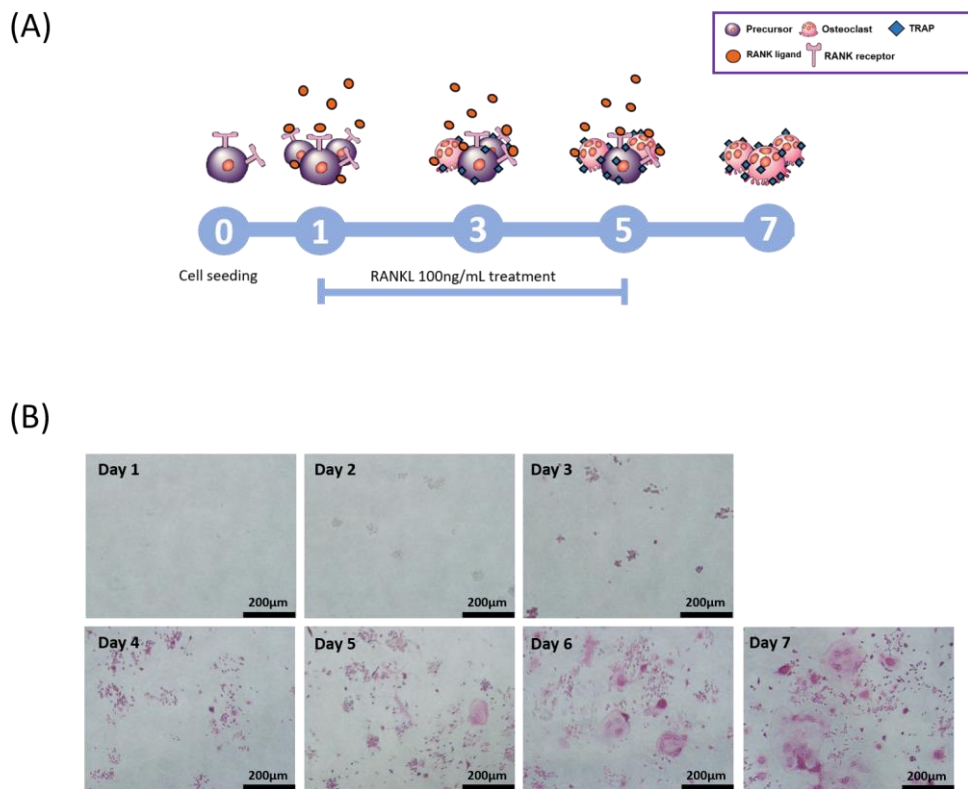 (A)
Precursor Osteoclast TRAP
RANK ligand RANK receptor
0 1 3 5 7
Cell seeding RANKL 100ng/mL treatment
(B)
Day 1 Day 2 Day 3
200μm 200μm 200μm
Day 4 Day 5 Day 6 Day 7
200μm 200μm 200μm 200μm